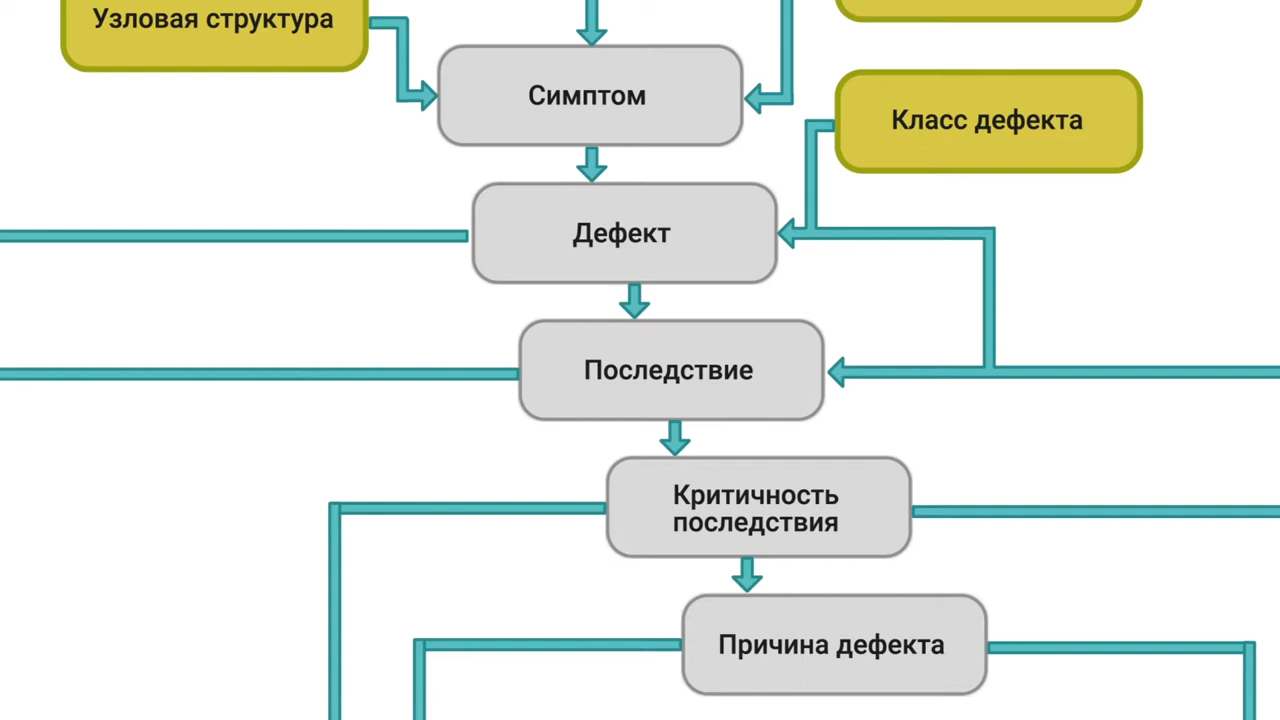 Узловая структура
Симптом
Класс дефекта
Дефект
Последствие
Критичность
последствия
Причина дефекта